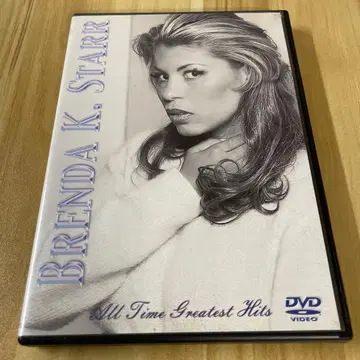 BRENDA K. STARR
All Time Greatest Hits
DVD
VIDEO